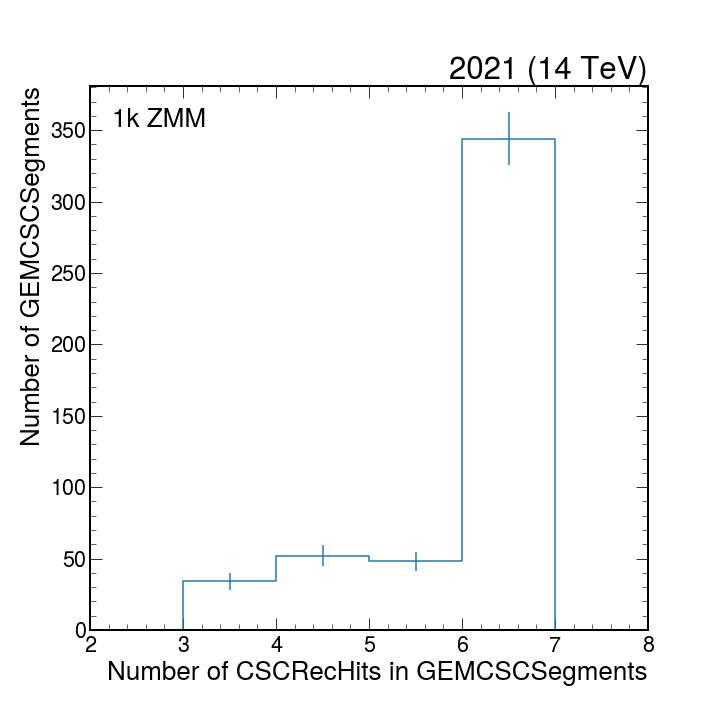 2021 (14 TeV)
1k ZMM
Number of GEMCSCSegments
350
300
250
200
150
100
50
0
2 3 4 5 6 7 8
Number of CSCRecHits in GEMCSCSegments